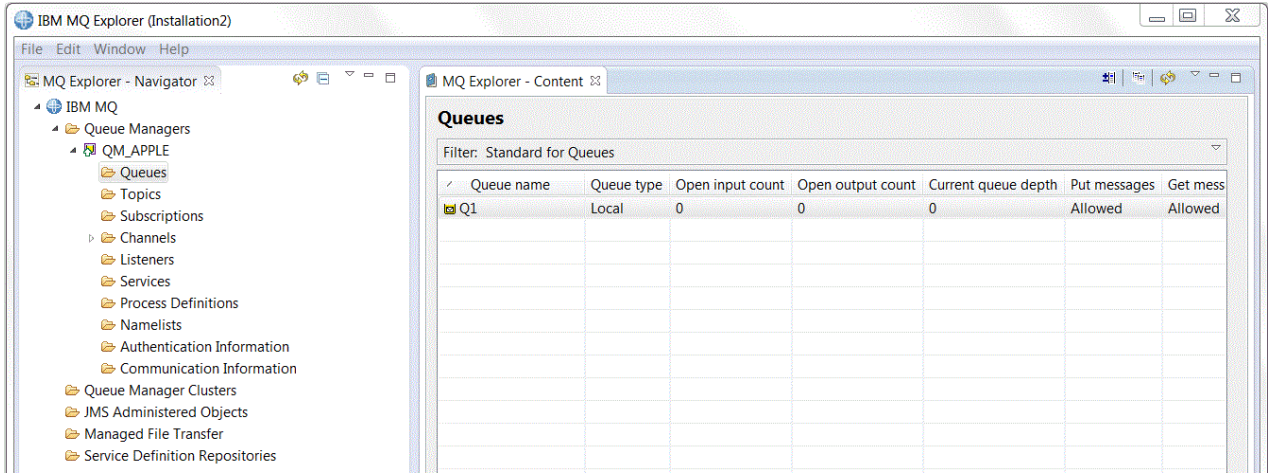 IBM MQ Explorer (Installation2)
File Edit Window Help
MQ Explorer - Navigator
IBM MQ
Queue Managers
QM_APPLE
Queues
Topics
Subscriptions
Channels
Listeners
Services
Process Definitions
Namelists
Authentication Information
Communication Information
Queue Manager Clusters
JMS Administered Objects
Managed File Transfer
Service Definition Repositories
MQ Explorer - Content
Queues
Filter: Standard for Queues
Queue name Queue type Open input count Open output count Current queue depth Put messages Get mess
Q1 Local 0 0 0 Allowed Allowed